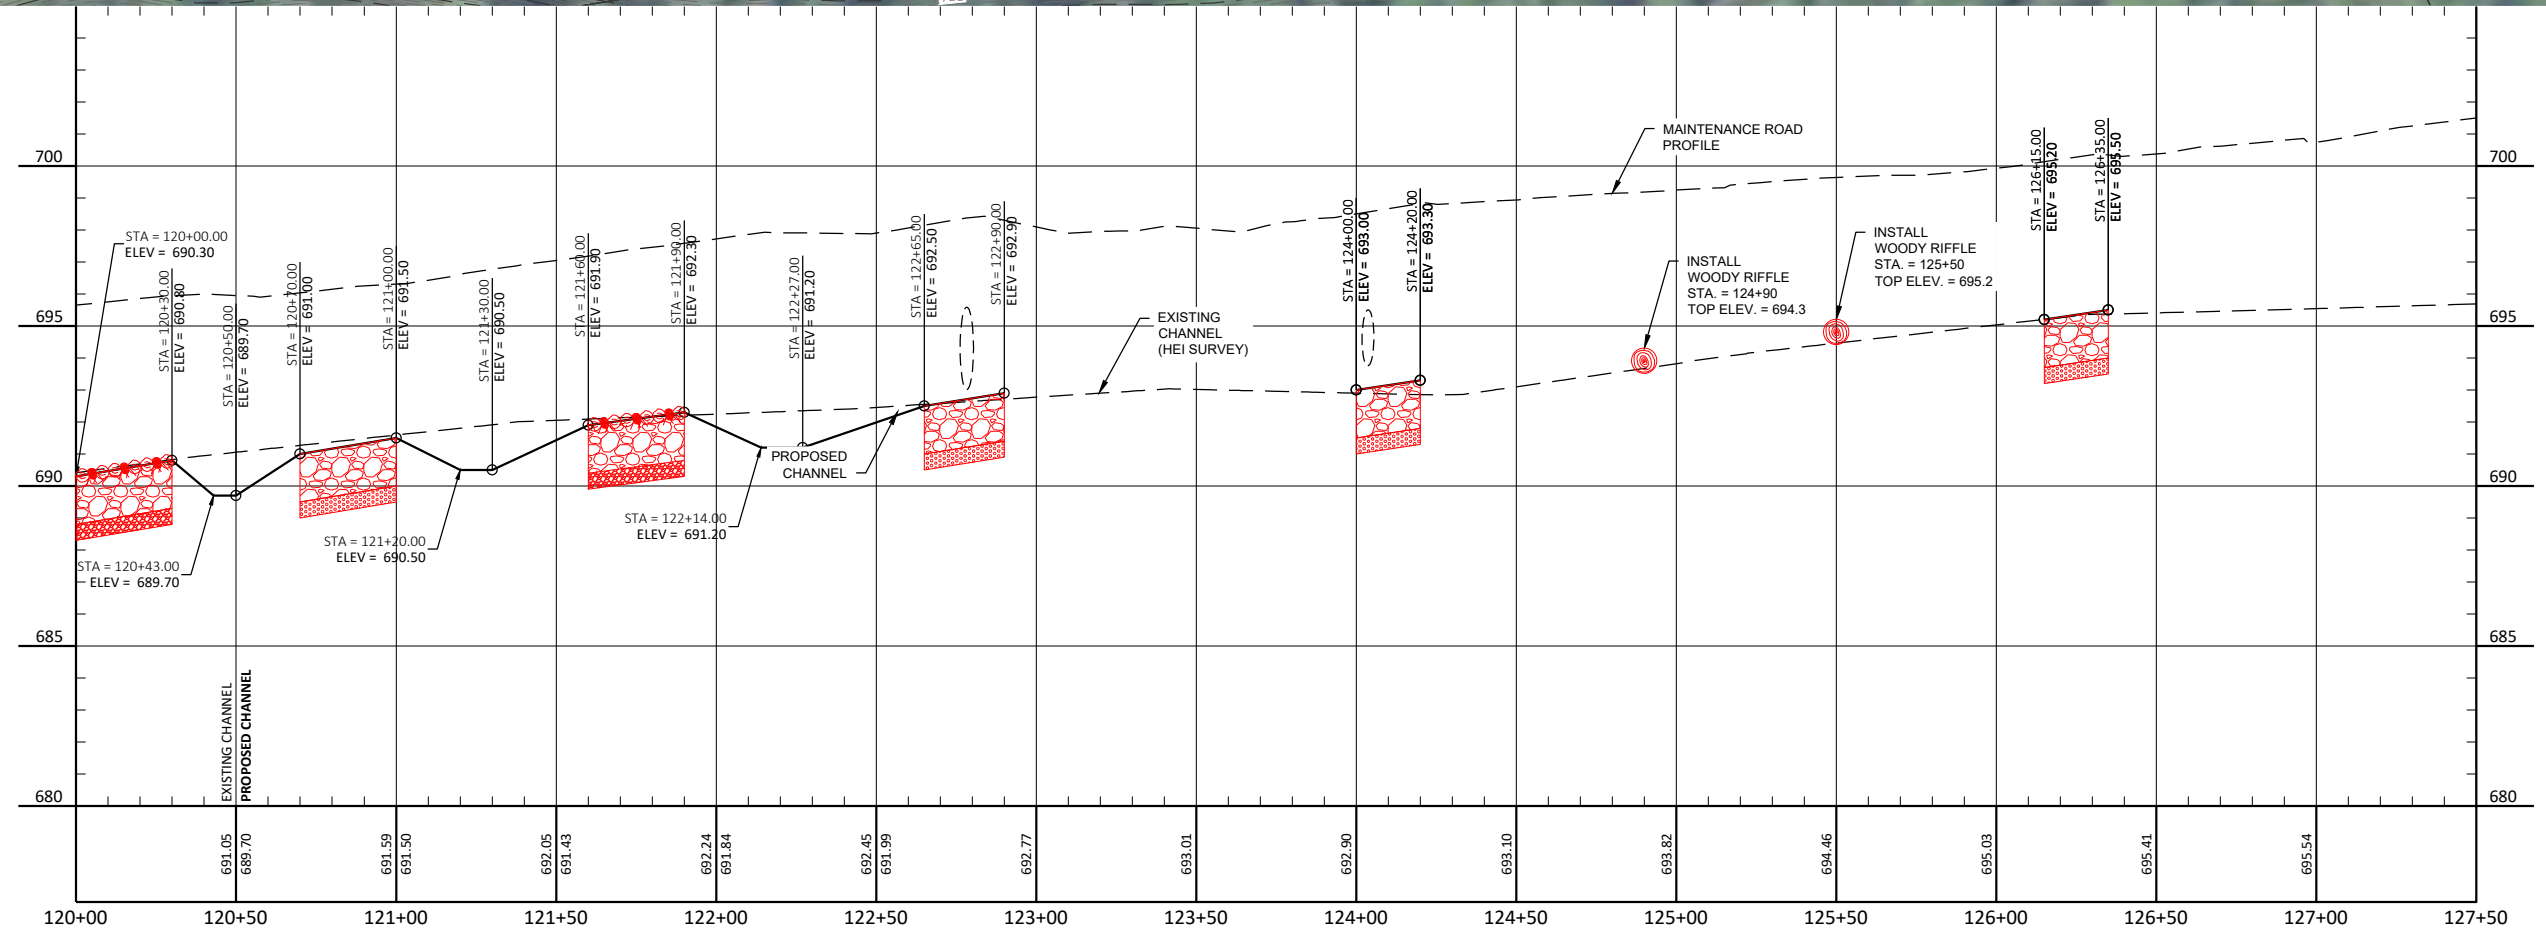 700
695
690
685
680
700
695
690
685
680
STA = 120+00.00
ELEV = 690.30
STA = 120+30.00
ELEV = 690.80
STA = 120+43.00
ELEV = 689.70
STA = 120+50.00
ELEV = 689.70
STA = 120+70.00
ELEV = 691.00
STA = 121+00.00
ELEV = 691.50
STA = 121+20.00
ELEV = 690.50
STA = 121+30.00
ELEV = 690.50
STA = 121+60.00
ELEV = 691.90
STA = 121+90.00
ELEV = 692.30
STA = 122+14.00
ELEV = 691.20
STA = 122+27.00
ELEV = 691.20
PROPOSED
CHANNEL
STA = 122+65.00
ELEV = 692.50
STA = 122+90.00
ELEV = 692.90
EXISTING
CHANNEL
(HEI SURVEY)
STA = 124+00.00
ELEV = 693.00
STA = 124+20.00
ELEV = 693.30
MAINTENANCE ROAD
PROFILE
INSTALL
WOODY RIFFLE
STA. = 124+90
TOP ELEV. = 694.3
INSTALL
WOODY RIFFLE
STA. = 125+50
TOP ELEV. = 695.2
STA = 126+15.00
ELEV = 695.20
STA = 126+35.00
ELEV = 695.50
EXISTING CHANNEL
PROPOSED CHANNEL
691.05
689.70
691.59
691.50
692.05
691.43
692.24
691.84
692.45
691.99
692.77
693.01
692.90
693.10
693.82
694.46
695.03
695.41
695.54
120+00
120+50
121+00
121+50
122+00
122+50
123+00
123+50
124+00
124+50
125+00
125+50
126+00
126+50
127+00
127+50